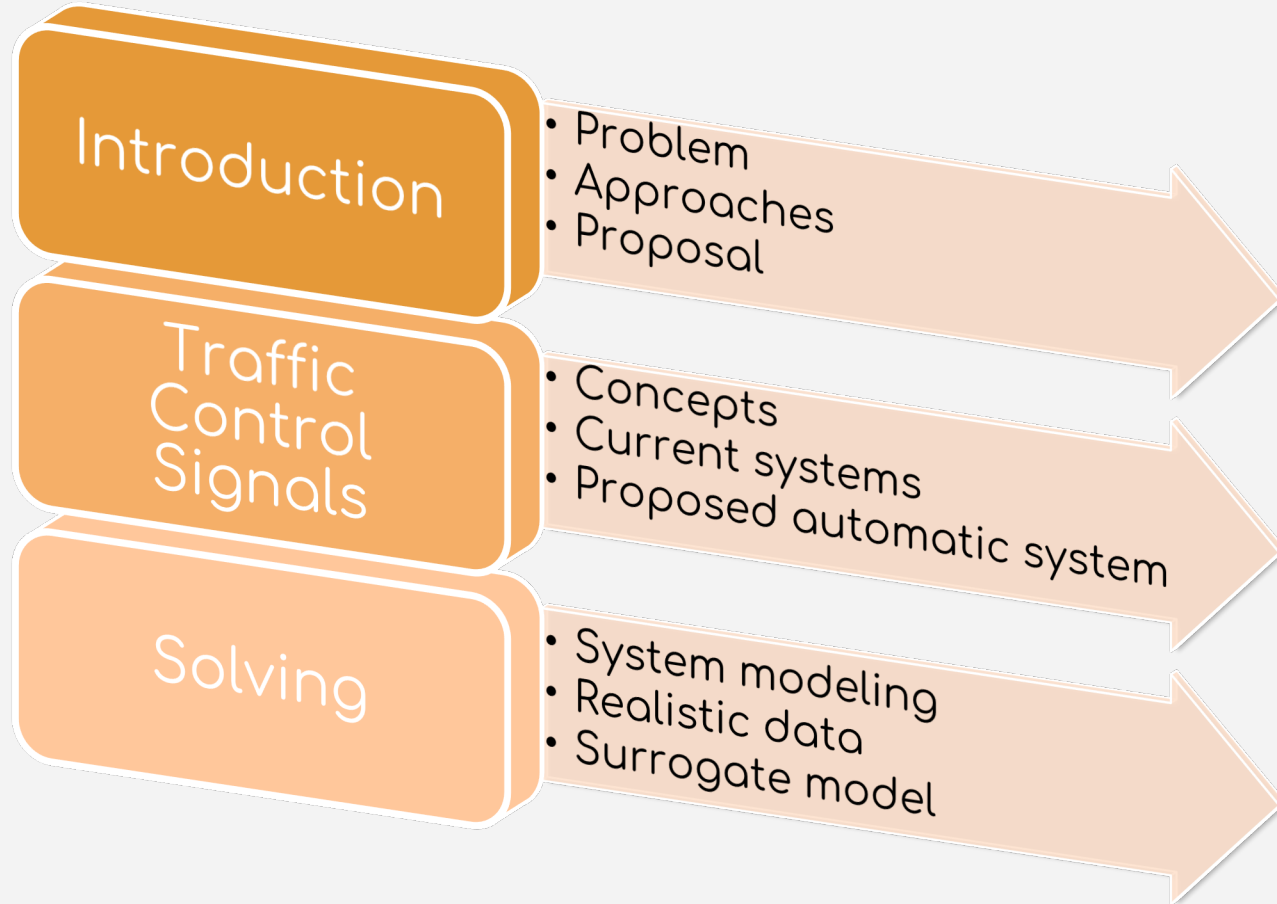 Introduction
• Problem
• Approaches
• Proposal
Traffic
Control
Signals
• Concepts
• Current systems
• Proposed automatic system
Solving
• System modeling
• Realistic data
• Surrogate model